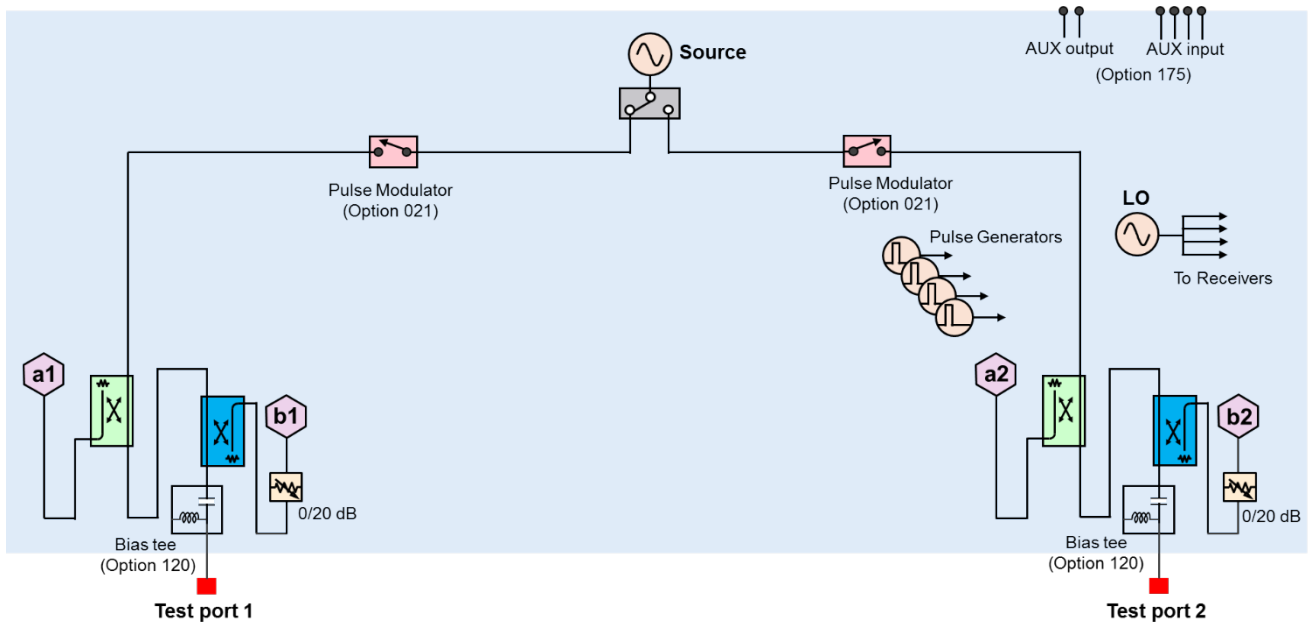 Source
AUX output
AUX input
(Option 175)
Pulse Modulator
(Option 021)
Pulse Modulator
(Option 021)
LO
Pulse Generators
To Receivers
a1
b1
a2
b2
0/20 dB
0/20 dB
Bias tee
(Option 120)
Bias tee
(Option 120)
Test port 1
Test port 2